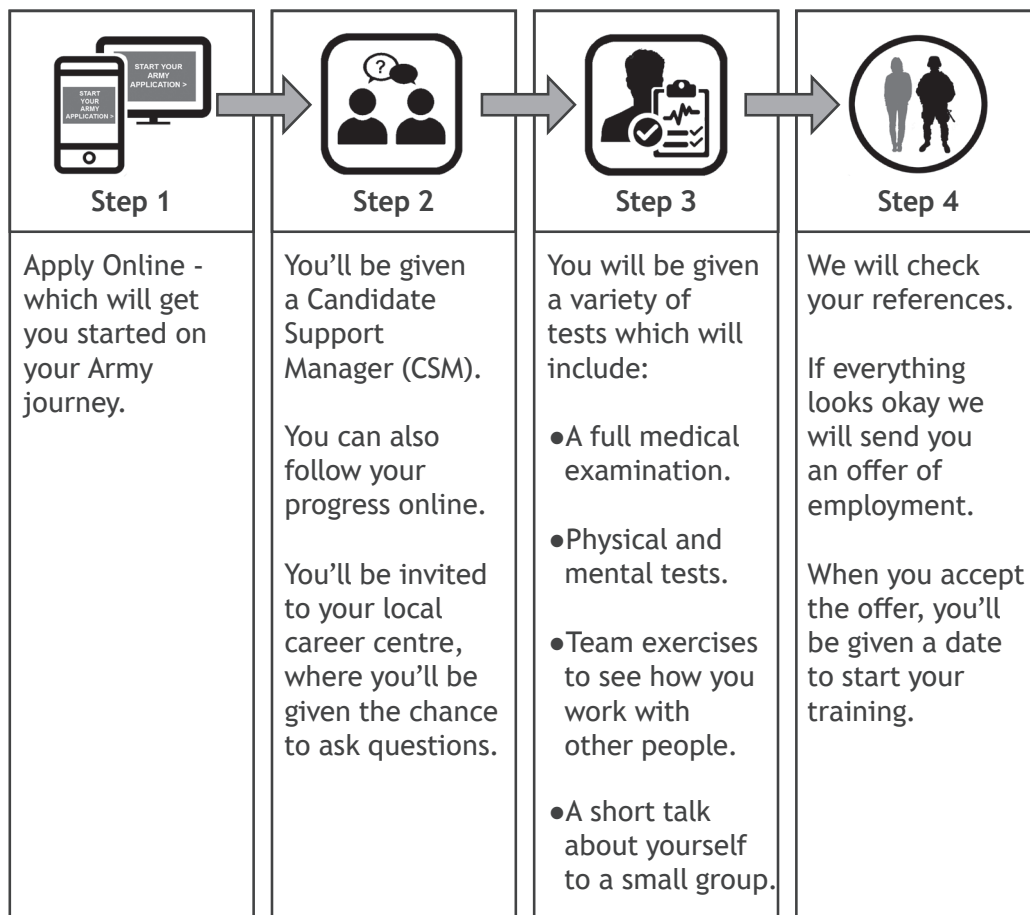 START YOUR
ARMY
APPLICATION >
START
YOUR
ARMY
APPLICATION >
Step 1
Apply Online -
which will get
you started on
your Army
journey.
?
Step 2
You’ll be given
a Candidate
Support
Manager (CSM).
You can also
follow your
progress online.
You’ll be invited
to your local
career centre,
where you’ll be
given the chance
to ask questions.
Step 3
You will be given
a variety of
tests which will
include:
●A full medical
examination.
●Physical and
mental tests.
●Team exercises
to see how you
work with
other people.
●A short talk
about yourself
to a small group.
Step 4
We will check
your references.
If everything
looks okay we
will send you
an offer of
employment.
When you accept
the offer, you’ll
be given a date
to start your
training.